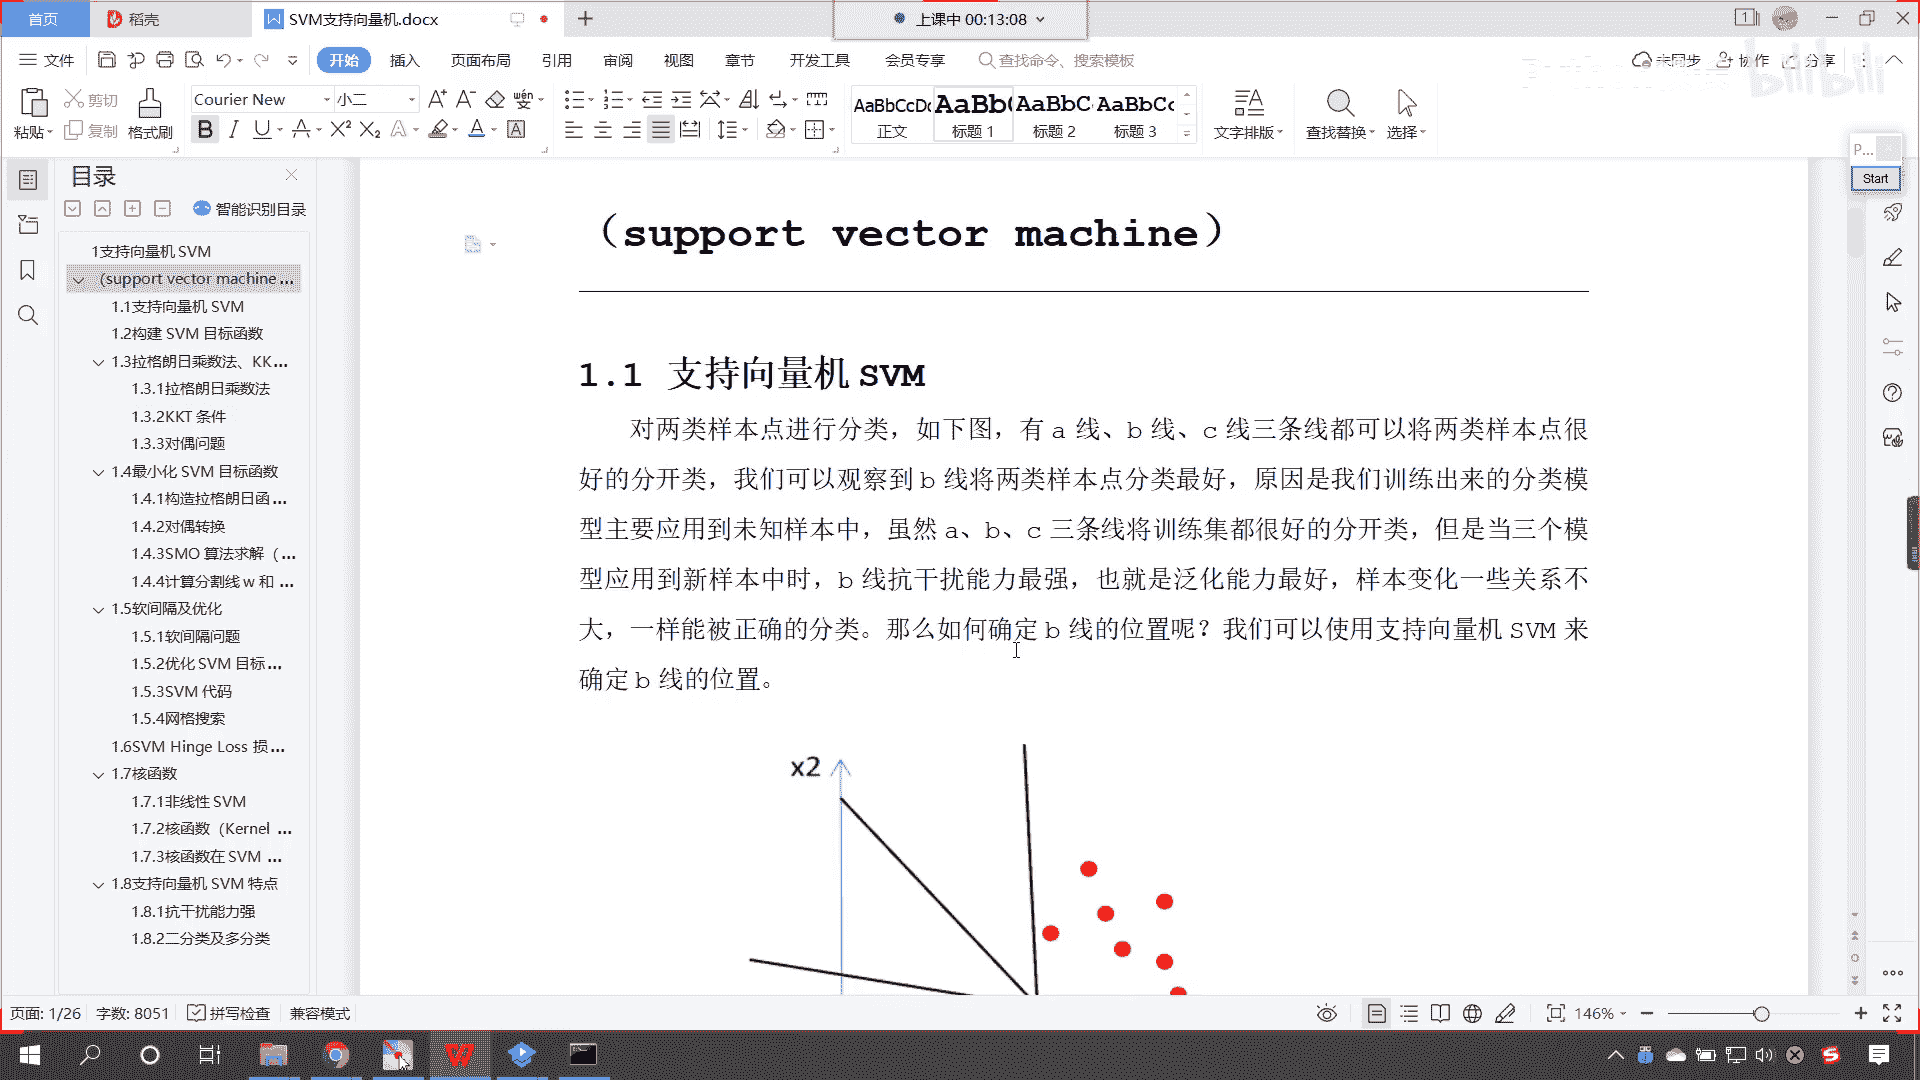 首页
稻壳
SVM支持向量机.docx
上课中 00:13:08
文件
开始
插入
页面布局
引用
审阅
视图
章节
开发工具
会员专享
查找命令、搜索模板
未同步
协作
分享
bilibili
粘贴
剪切
复制
格式刷
Courier New
小二
AaBbCcDc
正文
AaBb(
标题 1
AaBbC
标题 2
AaBbCc
标题 3
文字排版
查找替换
选择
P...
Start
目录
智能识别目录
1支持向量机 SVM
(support vector machine ...
1.1支持向量机 SVM
1.2构建 SVM 目标函数
1.3拉格朗日乘数法、KK...
1.3.1拉格朗日乘数法
1.3.2KKT 条件
1.3.3对偶问题
1.4最小化 SVM 目标函数
1.4.1构造拉格朗日函...
1.4.2对偶转换
1.4.3SMO 算法求解（...
1.4.4计算分割线 w 和 ...
1.5软间隔及优化
1.5.1软间隔问题
1.5.2优化 SVM 目标...
1.5.3SVM 代码
1.5.4网格搜索
1.6SVM Hinge Loss 损...
1.7核函数
1.7.1非线性 SVM
1.7.2核函数（Kernel ...
1.7.3核函数在 SVM ...
1.8支持向量机 SVM 特点
1.8.1抗干扰能力强
1.8.2二分类及多分类
（support vector machine）
1.1 支持向量机 SVM
对两类样本点进行分类，如下图，有 a 线、b 线、c 线三条线都可以将两类样本点很
好的分开类，我们可以观察到 b 线将两类样本点分类最好，原因是我们训练出来的分类模
型主要应用到未知样本中，虽然 a、b、c 三条线将训练集都很好的分开类，但是当三个模
型应用到新样本中时，b 线抗干扰能力最强，也就是泛化能力最好，样本变化一些关系不
大，一样能被正确的分类。那么如何确定 b 线的位置呢？我们可以使用支持向量机 SVM 来
确定 b 线的位置。
x2
页面: 1/26
字数: 8051
拼写检查
兼容模式
146%